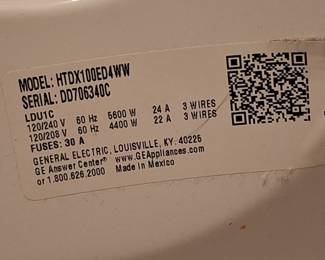 MODEL: HTDX100ED4WW
SERIAL: DD706340C
LDU1C
120/240 V 60 Hz 5600 W 24 A 3 WIRES
120/208 V 60 Hz 4400 W 22 A 3 WIRES
FUSES: 30 A
GENERAL ELECTRIC, LOUISVILLE, KY. 40225
GE Answer Center® www.GEAppliances.com
or 1.800.626.2000 Made in Mexico